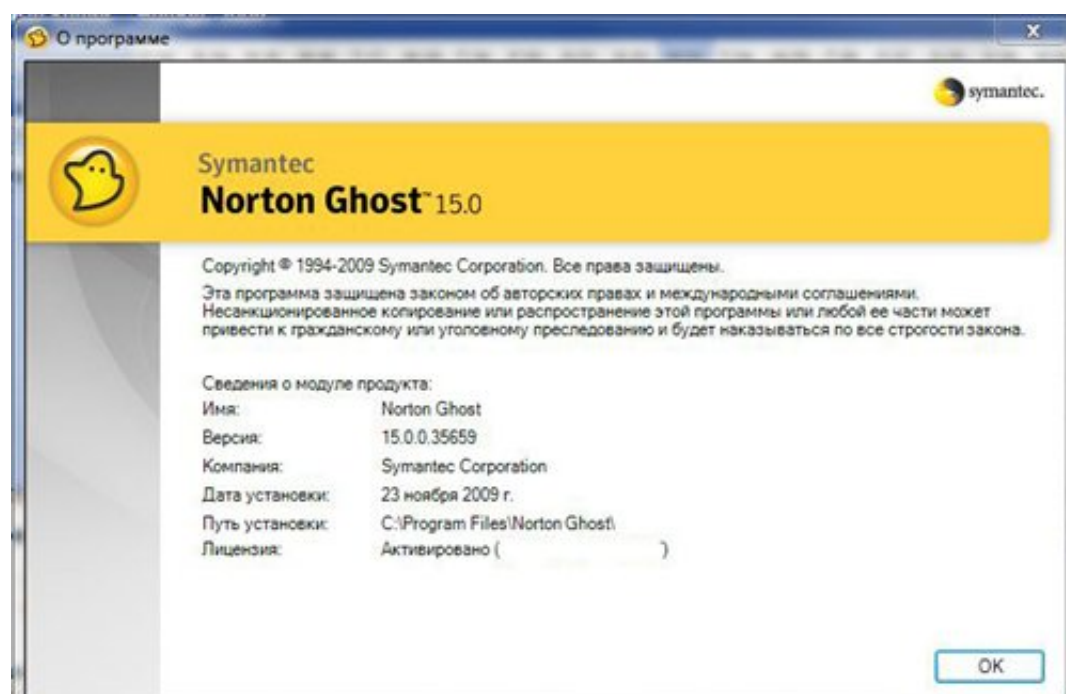 О программе
symantec.
Symantec
Norton Ghost™ 15.0
Copyright © 1994-2009 Symantec Corporation. Все права защищены.
Эта программа защищена законом об авторских правах и международными соглашениями.
Несанкционированное копирование или распространение этой программы или любой ее части может
привести к гражданскому или уголовному преследованию и будет наказываться по все строгости закона.
Сведения о модуле продукта:
Имя: Norton Ghost
Версия: 15.0.0.35659
Компания: Symantec Corporation
Дата установки: 23 ноября 2009 г.
Путь установки: C:\Program Files\Norton Ghost\
Лицензия: Активировано ( )
OK